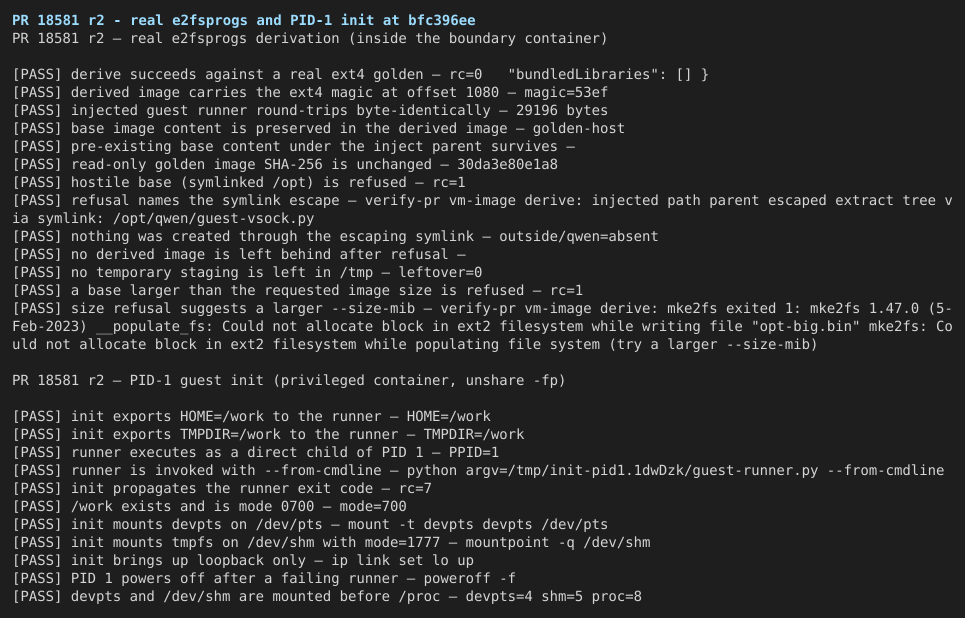 PR 18581 r2 - real e2fsprogs and PID-1 init at bfc396ee
PR 18581 r2 — real e2fsprogs derivation (inside the boundary container)
[PASS] derive succeeds against a real ext4 golden — rc=0   "bundledLibraries": [] }
[PASS] derived image carries the ext4 magic at offset 1080 — magic=53ef
[PASS] injected guest runner round-trips byte-identically — 29196 bytes
[PASS] base image content is preserved in the derived image — golden-host
[PASS] pre-existing base content under the inject parent survives —
[PASS] read-only golden image SHA-256 is unchanged — 30da3e80e1a8
[PASS] hostile base (symlinked /opt) is refused — rc=1
[PASS] refusal names the symlink escape — verify-pr vm-image derive: injected path parent escaped extract tree v
ia symlink: /opt/qwen/guest-vsock.py
[PASS] nothing was created through the escaping symlink — outside/qwen=absent
[PASS] no derived image is left behind after refusal —
[PASS] no temporary staging is left in /tmp — leftover=0
[PASS] a base larger than the requested image size is refused — rc=1
[PASS] size refusal suggests a larger --size-mib — verify-pr vm-image derive: mke2fs exited 1: mke2fs 1.47.0 (5-
Feb-2023) __populate_fs: Could not allocate block in ext2 filesystem while writing file "opt-big.bin" mke2fs: Co
uld not allocate block in ext2 filesystem while populating file system (try a larger --size-mib)
PR 18581 r2 — PID-1 guest init (privileged container, unshare -fp)
[PASS] init exports HOME=/work to the runner — HOME=/work
[PASS] init exports TMPDIR=/work to the runner — TMPDIR=/work
[PASS] runner executes as a direct child of PID 1 — PPID=1
[PASS] runner is invoked with --from-cmdline — python argv=/tmp/init-pid1.1dwDzk/guest-runner.py --from-cmdline
[PASS] init propagates the runner exit code — rc=7
[PASS] /work exists and is mode 0700 — mode=700
[PASS] init mounts devpts on /dev/pts — mount -t devpts devpts /dev/pts
[PASS] init mounts tmpfs on /dev/shm with mode=1777 — mountpoint -q /dev/shm
[PASS] init brings up loopback only — ip link set lo up
[PASS] PID 1 powers off after a failing runner — poweroff -f
[PASS] devpts and /dev/shm are mounted before /proc — devpts=4 shm=5 proc=8